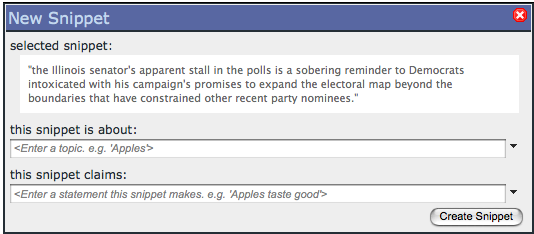 New Snippet
selected snippet:
"the Illinois senator's apparent stall in the polls is a sobering reminder to Democrats
intoxicated with his campaign's promises to expand the electoral map beyond the
boundaries that have constrained other recent party nominees."
this snippet is about:
<Enter a topic. e.g. 'Apples'>
this snippet claims:
<Enter a statement this snippet makes. e.g. 'Apples taste good'>
Create Snippet